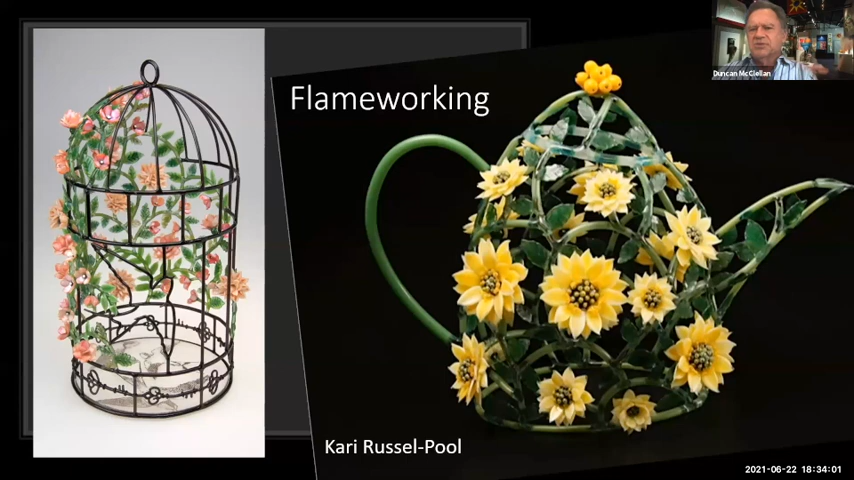 Duncan McClellan
Flameworking
Kari Russel-Pool
2021-06-22 18:34:01